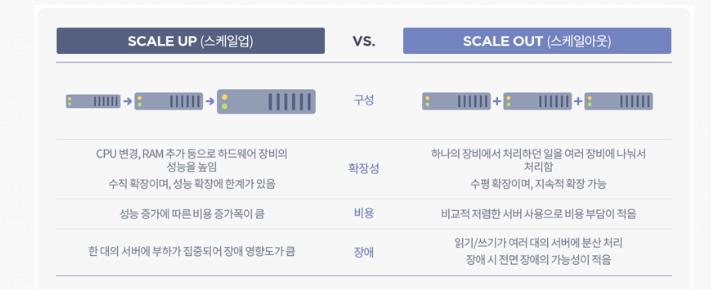 SCALE UP (스케일업) VS. SCALE OUT (스케일아웃)
구성
CPU 변경, RAM 추가 등으로 하드웨어 장비의
성능을 높임
수직 확장이며, 성능 확장에 한계가 있음
확장성
하나의 장비에서 처리하던 일을 여러 장비에 나눠서
처리함
수평 확장이며, 지속적 확장 가능
성능 증가에 따른 비용 증가폭이 큼
비용
비교적 저렴한 서버 사용으로 비용 부담이 적음
한 대의 서버에 부하가 집중되어 장애 영향도가 큼
장애
읽기/쓰기가 여러 대의 서버에 분산 처리
장애 시 전면 장애의 가능성이 적음